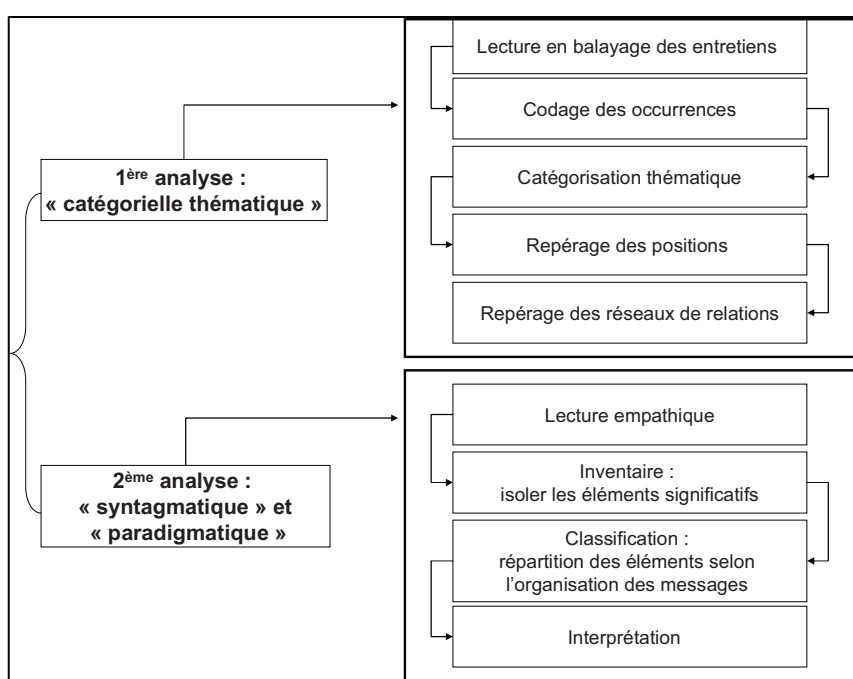 1ère analyse :
« catégorielle thématique »
Lecture en balayage des entretiens
Codage des occurrences
Catégorisation thématique
Repérage des positions
Repérage des réseaux de relations
2ème analyse :
« syntagmatique » et
« paradigmatique »
Lecture empathique
Inventaire :
isoler les éléments significatifs
Classification :
répartition des éléments selon
l’organisation des messages
Interprétation